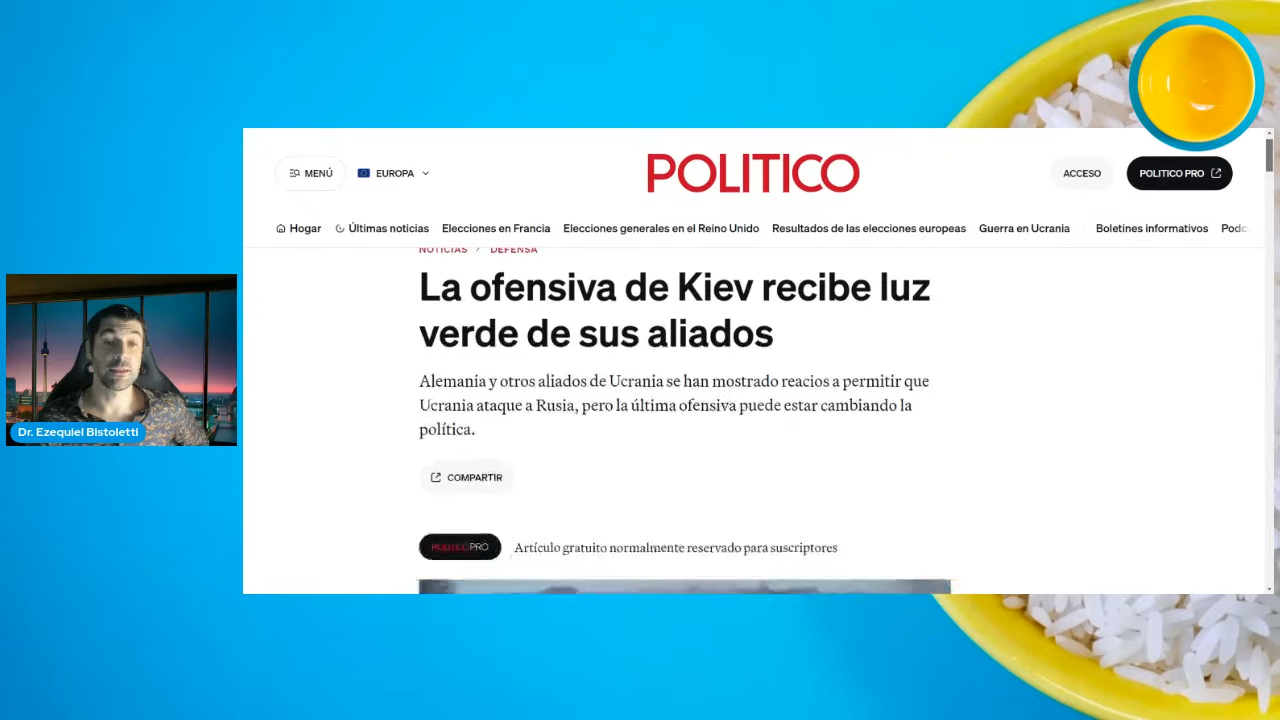 MENÚ
EUROPA
POLITICO
ACCESO
POLITICO PRO
Hogar
Últimas noticias
Elecciones en Francia
Elecciones generales en el Reino Unido
Resultados de las elecciones europeas
Guerra en Ucrania
Boletines informativos
Podc
NOTICIAS > DEFENSA
La ofensiva de Kiev recibe luz
verde de sus aliados
Alemania y otros aliados de Ucrania se han mostrado reacios a permitir que
Ucrania ataque a Rusia, pero la última ofensiva puede estar cambiando la
política.
COMPARTIR
POLITICO PRO
Artículo gratuito normalmente reservado para suscriptores
Dr. Ezequiel Bistoletti